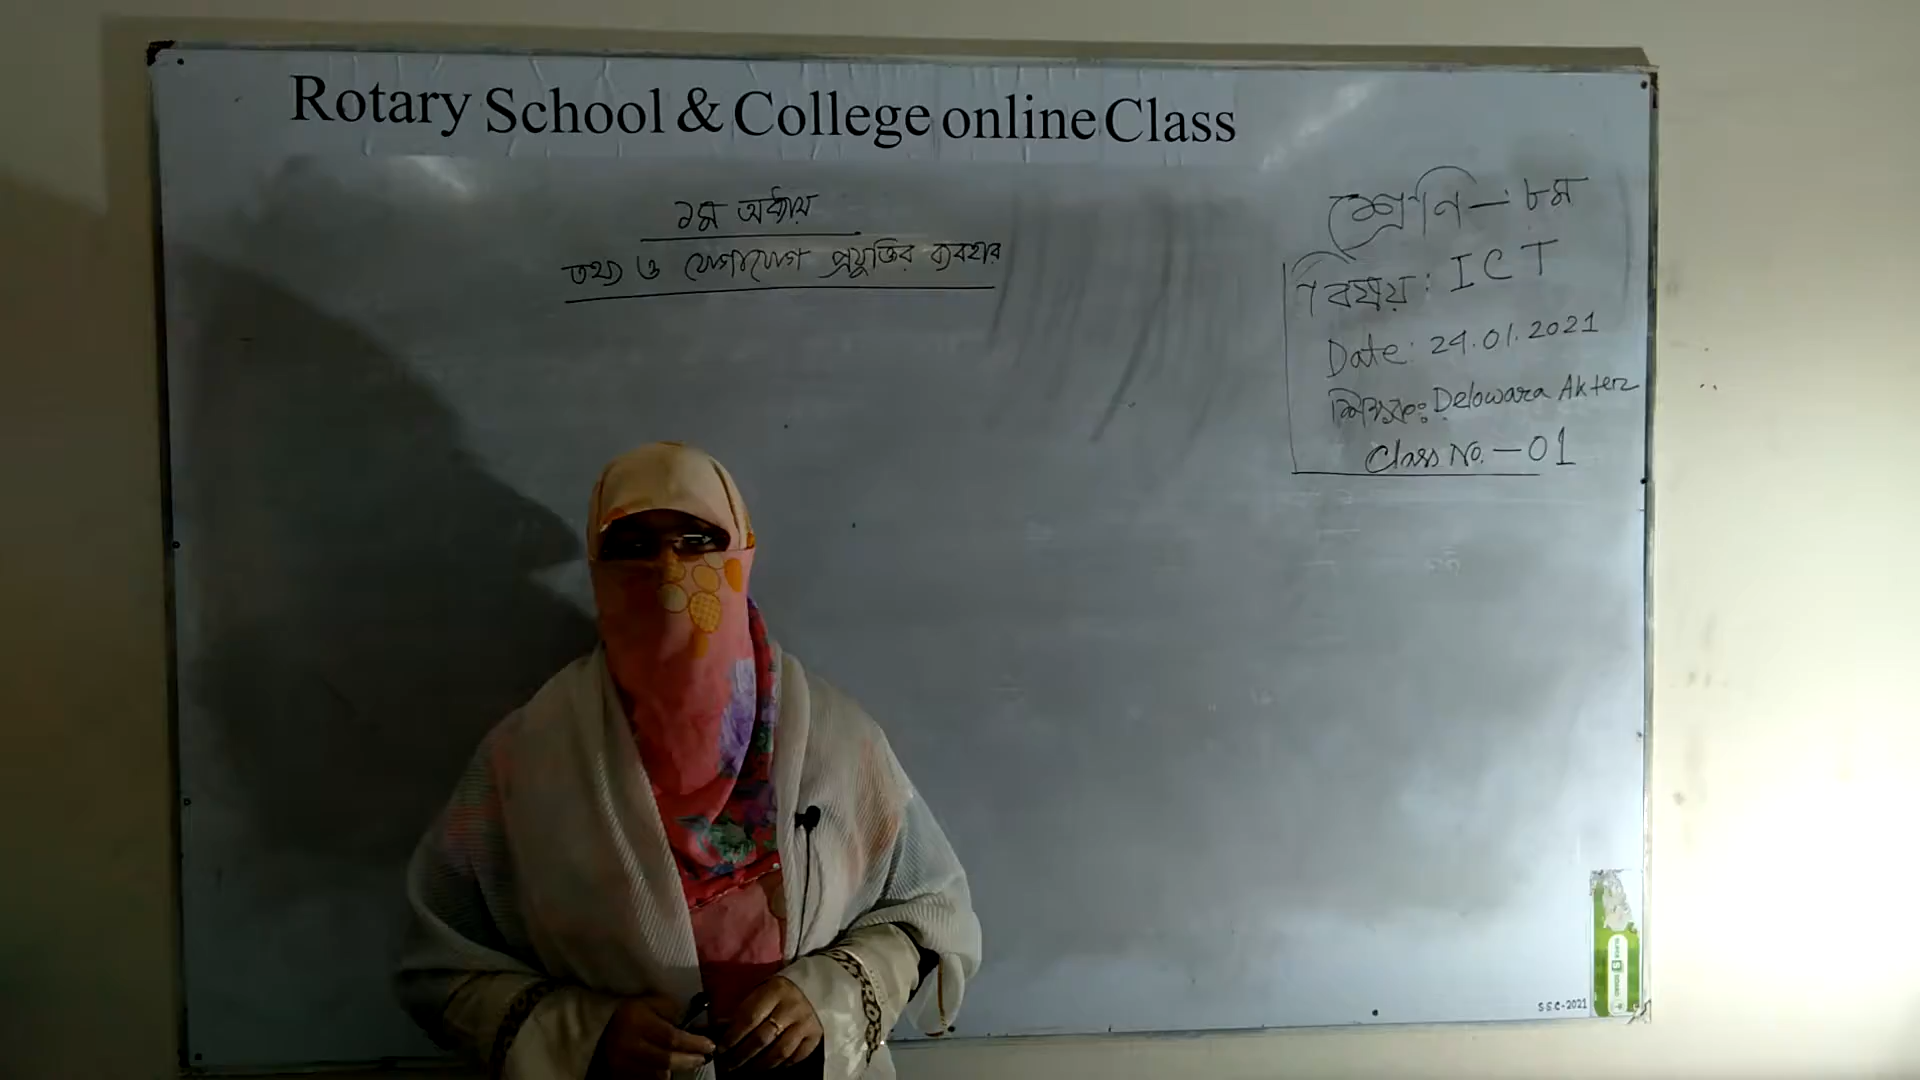 Rotary School & College online Class
১ম অধ্যায়
তথ্য ও যোগাযোগ প্রযুক্তির ব্যবহার
শ্রেণি - ৮ম
বিষয়: ICT
Date: 24.01.2021
শিক্ষক: Delowara Akter
Class No. - 01
SSC-2021